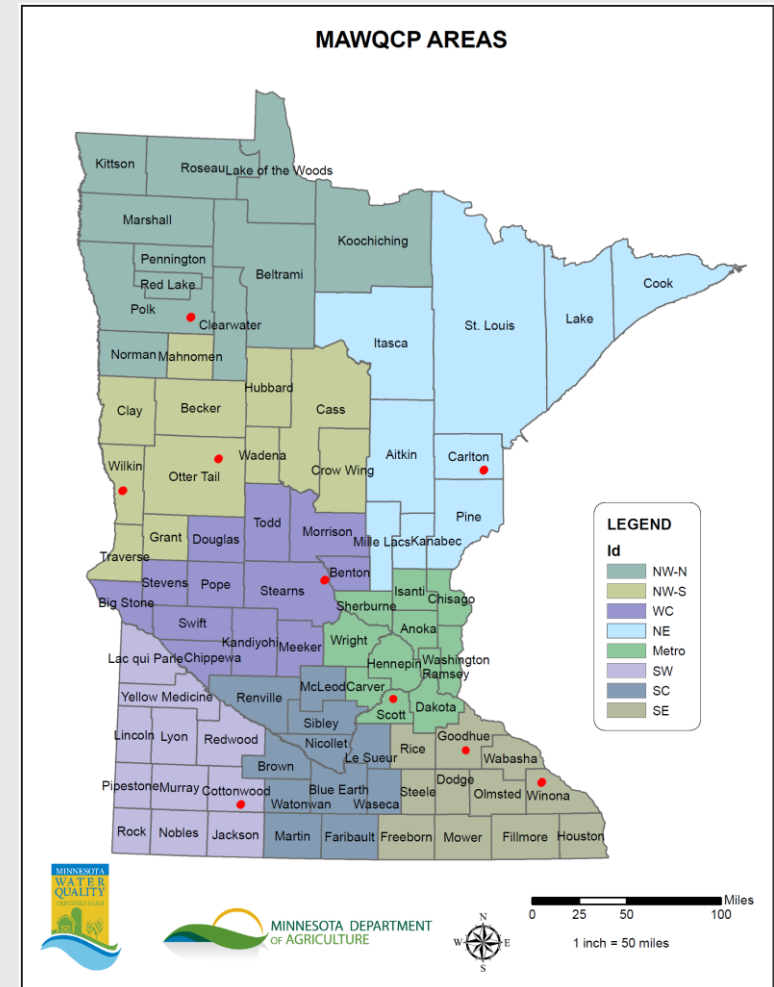 MAWQCP AREAS
Kittson
Roseau
Lake of the Woods
Marshall
Koochiching
Pennington
Beltrami
Red Lake
Polk
Clearwater
Cook
Lake
St. Louis
Itasca
Norman
Mahnomen
Hubbard
Clay
Becker
Cass
Wadena
Aitkin
Carlton
Wilkin
Otter Tail
Crow Wing
Pine
Todd
Morrison
Grant
Douglas
Mille Lacs
Kanabec
Traverse
Benton
Stevens
Pope
Stearns
Isanti
Chisago
Big Stone
Sherburne
Swift
Anoka
Wright
Kandiyohi
Meeker
Lac qui Parle
Chippewa
Hennepin
Washington
Ramsey
McLeod
Carver
Yellow Medicine
Renville
Scott
Dakota
Sibley
Lincoln
Lyon
Redwood
Nicollet
Goodhue
Le Sueur
Rice
Wabasha
Brown
Dodge
Pipestone
Murray
Cottonwood
Blue Earth
Steele
Olmsted
Winona
Watonwan
Waseca
Rock
Nobles
Jackson
Martin
Faribault
Freeborn
Mower
Fillmore
Houston
LEGEND
Id
NW-N
NW-S
WC
NE
Metro
SW
SC
SE
MINNESOTA
WATER
QUALITY
CERTIFIED FARM
MINNESOTA DEPARTMENT
OF AGRICULTURE
N
W
E
S
Miles
0 25 50 100
1 inch = 50 miles